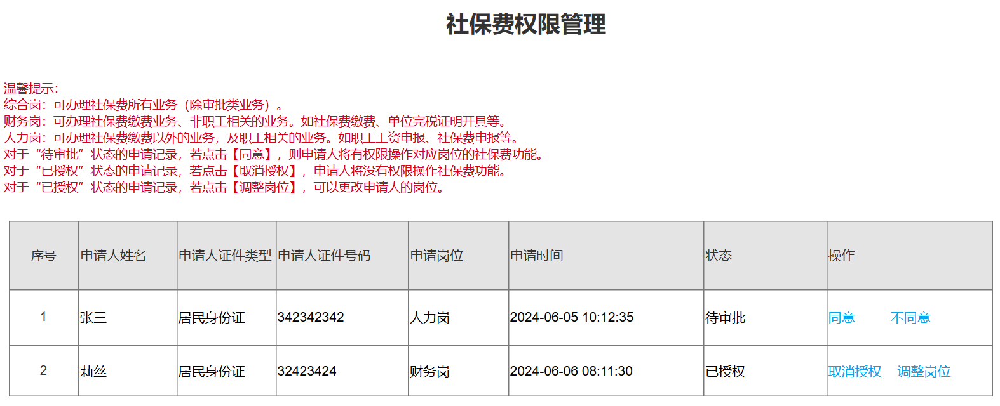 社保费权限管理
温馨提示：
综合岗：可办理社保费所有业务（除审批类业务）。
财务岗：可办理社保费缴费业务、非职工相关的业务。如社保费缴费、单位完税证明开具等。
人力岗：可办理社保费缴费以外的业务，及职工相关的业务。如职工工资申报、社保费申报等。
对于“待审批”状态的申请记录，若点击【同意】，则申请人将有权限操作对应岗位的社保费功能。
对于“已授权”状态的申请记录，若点击【取消授权】，申请人将没有权限操作社保费功能。
对于“已授权”状态的申请记录，若点击【调整岗位】，可以更改申请人的岗位。
序号 申请人姓名 申请人证件类型 申请人证件号码 申请岗位 申请时间 状态 操作
1 张三 居民身份证 342342342 人力岗 2024-06-05 10:12:35 待审批 同意 不同意
2 莉丝 居民身份证 32423424 财务岗 2024-06-06 08:11:30 已授权 取消授权 调整岗位